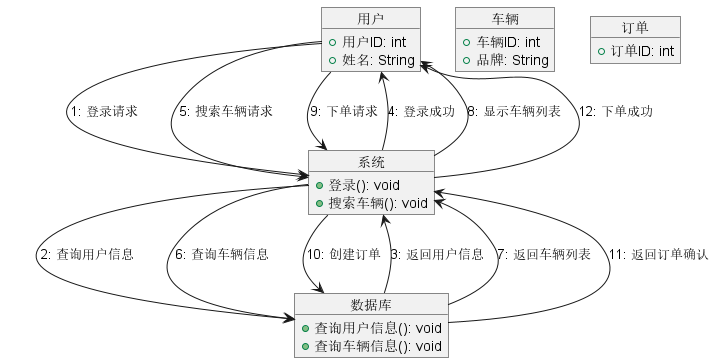 用户
用户ID: int
姓名: String
车辆
车辆ID: int
品牌: String
订单
订单ID: int
1: 登录请求
5: 搜索车辆请求
9: 下单请求
4: 登录成功
8: 显示车辆列表
12: 下单成功
系统
登录(): void
搜索车辆(): void
2: 查询用户信息
6: 查询车辆信息
10: 创建订单
3: 返回用户信息
7: 返回车辆列表
11: 返回订单确认
数据库
查询用户信息(): void
查询车辆信息(): void